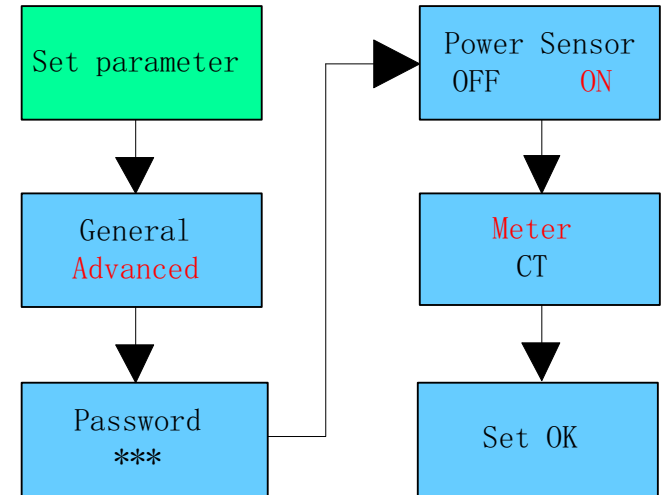 Set parameter
General
Advanced
Password
***
Power Sensor
OFF ON
Meter
CT
Set OK